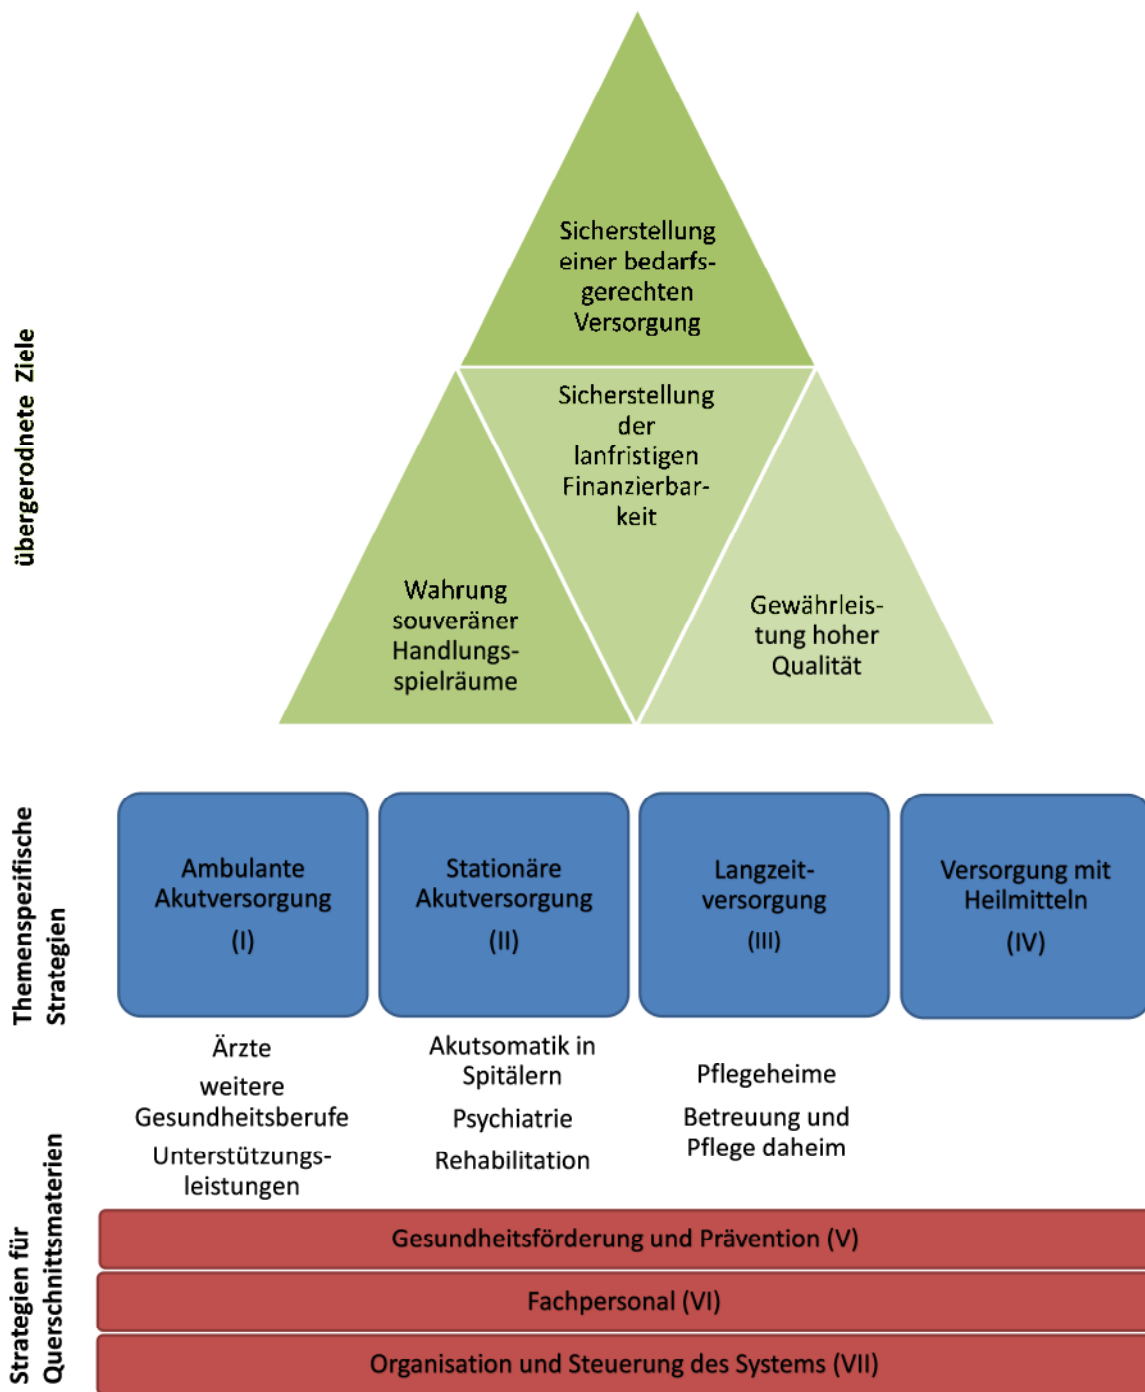 Sicherstellung
einer bedarfs-
gerechten
Versorgung
Sicherstellung
der
lanfristigen
Finanzierbar-
keit
Wahrung
souveräner
Handlungs-
spielräume
Gewährleis-
tung hoher
Qualität
übergerodnete Ziele
Themenspezifische
Strategien
Ambulante
Akutversorgung
(I)
Stationäre
Akutversorgung
(II)
Langzeit-
versorgung
(III)
Versorgung mit
Heilmitteln
(IV)
Ärzte
weitere
Gesundheitsberufe
Unterstützungs-
leistungen
Akutsomatik in
Spitälern
Psychiatrie
Rehabilitation
Pflegeheime
Betreuung und
Pflege daheim
Strategien für
Querschnittsmaterien
Gesundheitsförderung und Prävention (V)
Fachpersonal (VI)
Organisation und Steuerung des Systems (VII)